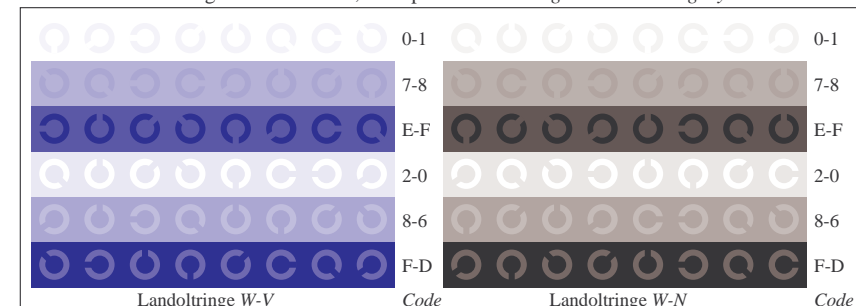 0-1 0-1
7-8 7-8
E-F E-F
2-0 2-0
8-6 8-6
F-D F-D
Landoltringe W-V Code Landoltringe W-N Code